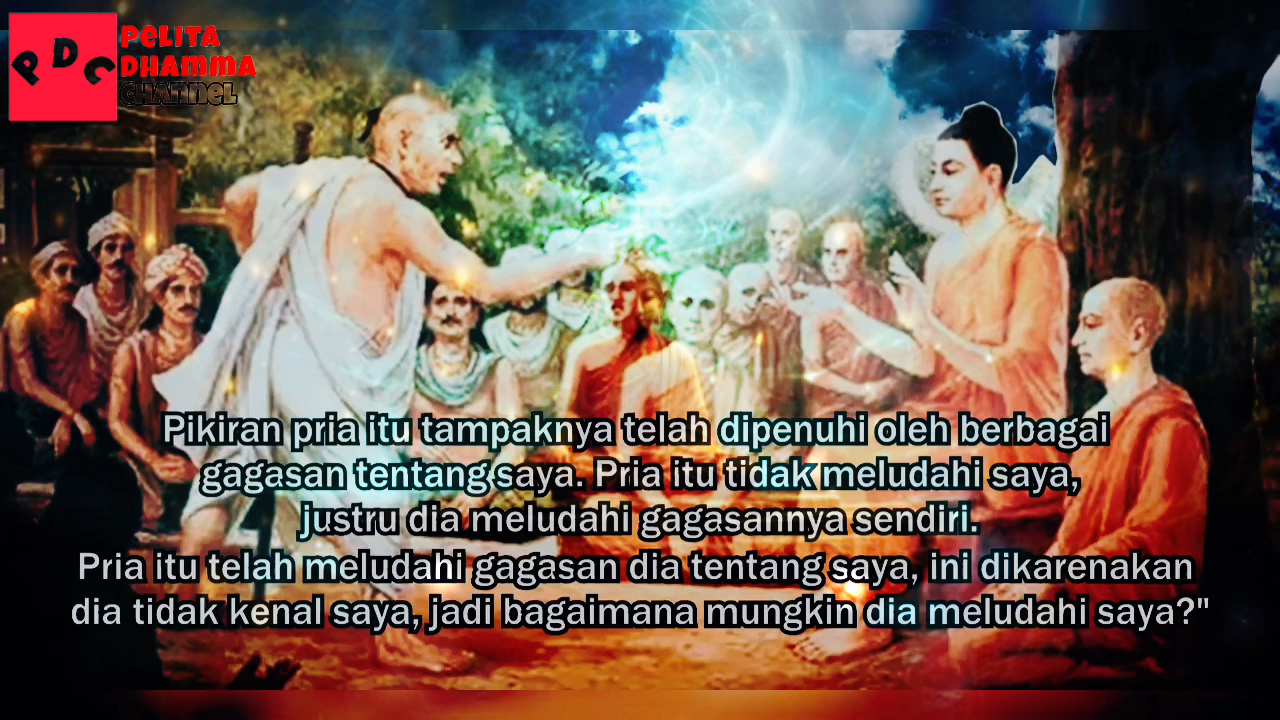 PDC
PELITA
DHAMMA
CHANNEL
Pikiran pria itu tampaknya telah dipenuhi oleh berbagai
gagasan tentang saya. Pria itu tidak meludahi saya,
justru dia meludahi gagasannya sendiri.
Pria itu telah meludahi gagasan dia tentang saya, ini dikarenakan
dia tidak kenal saya, jadi bagaimana mungkin dia meludahi saya?"